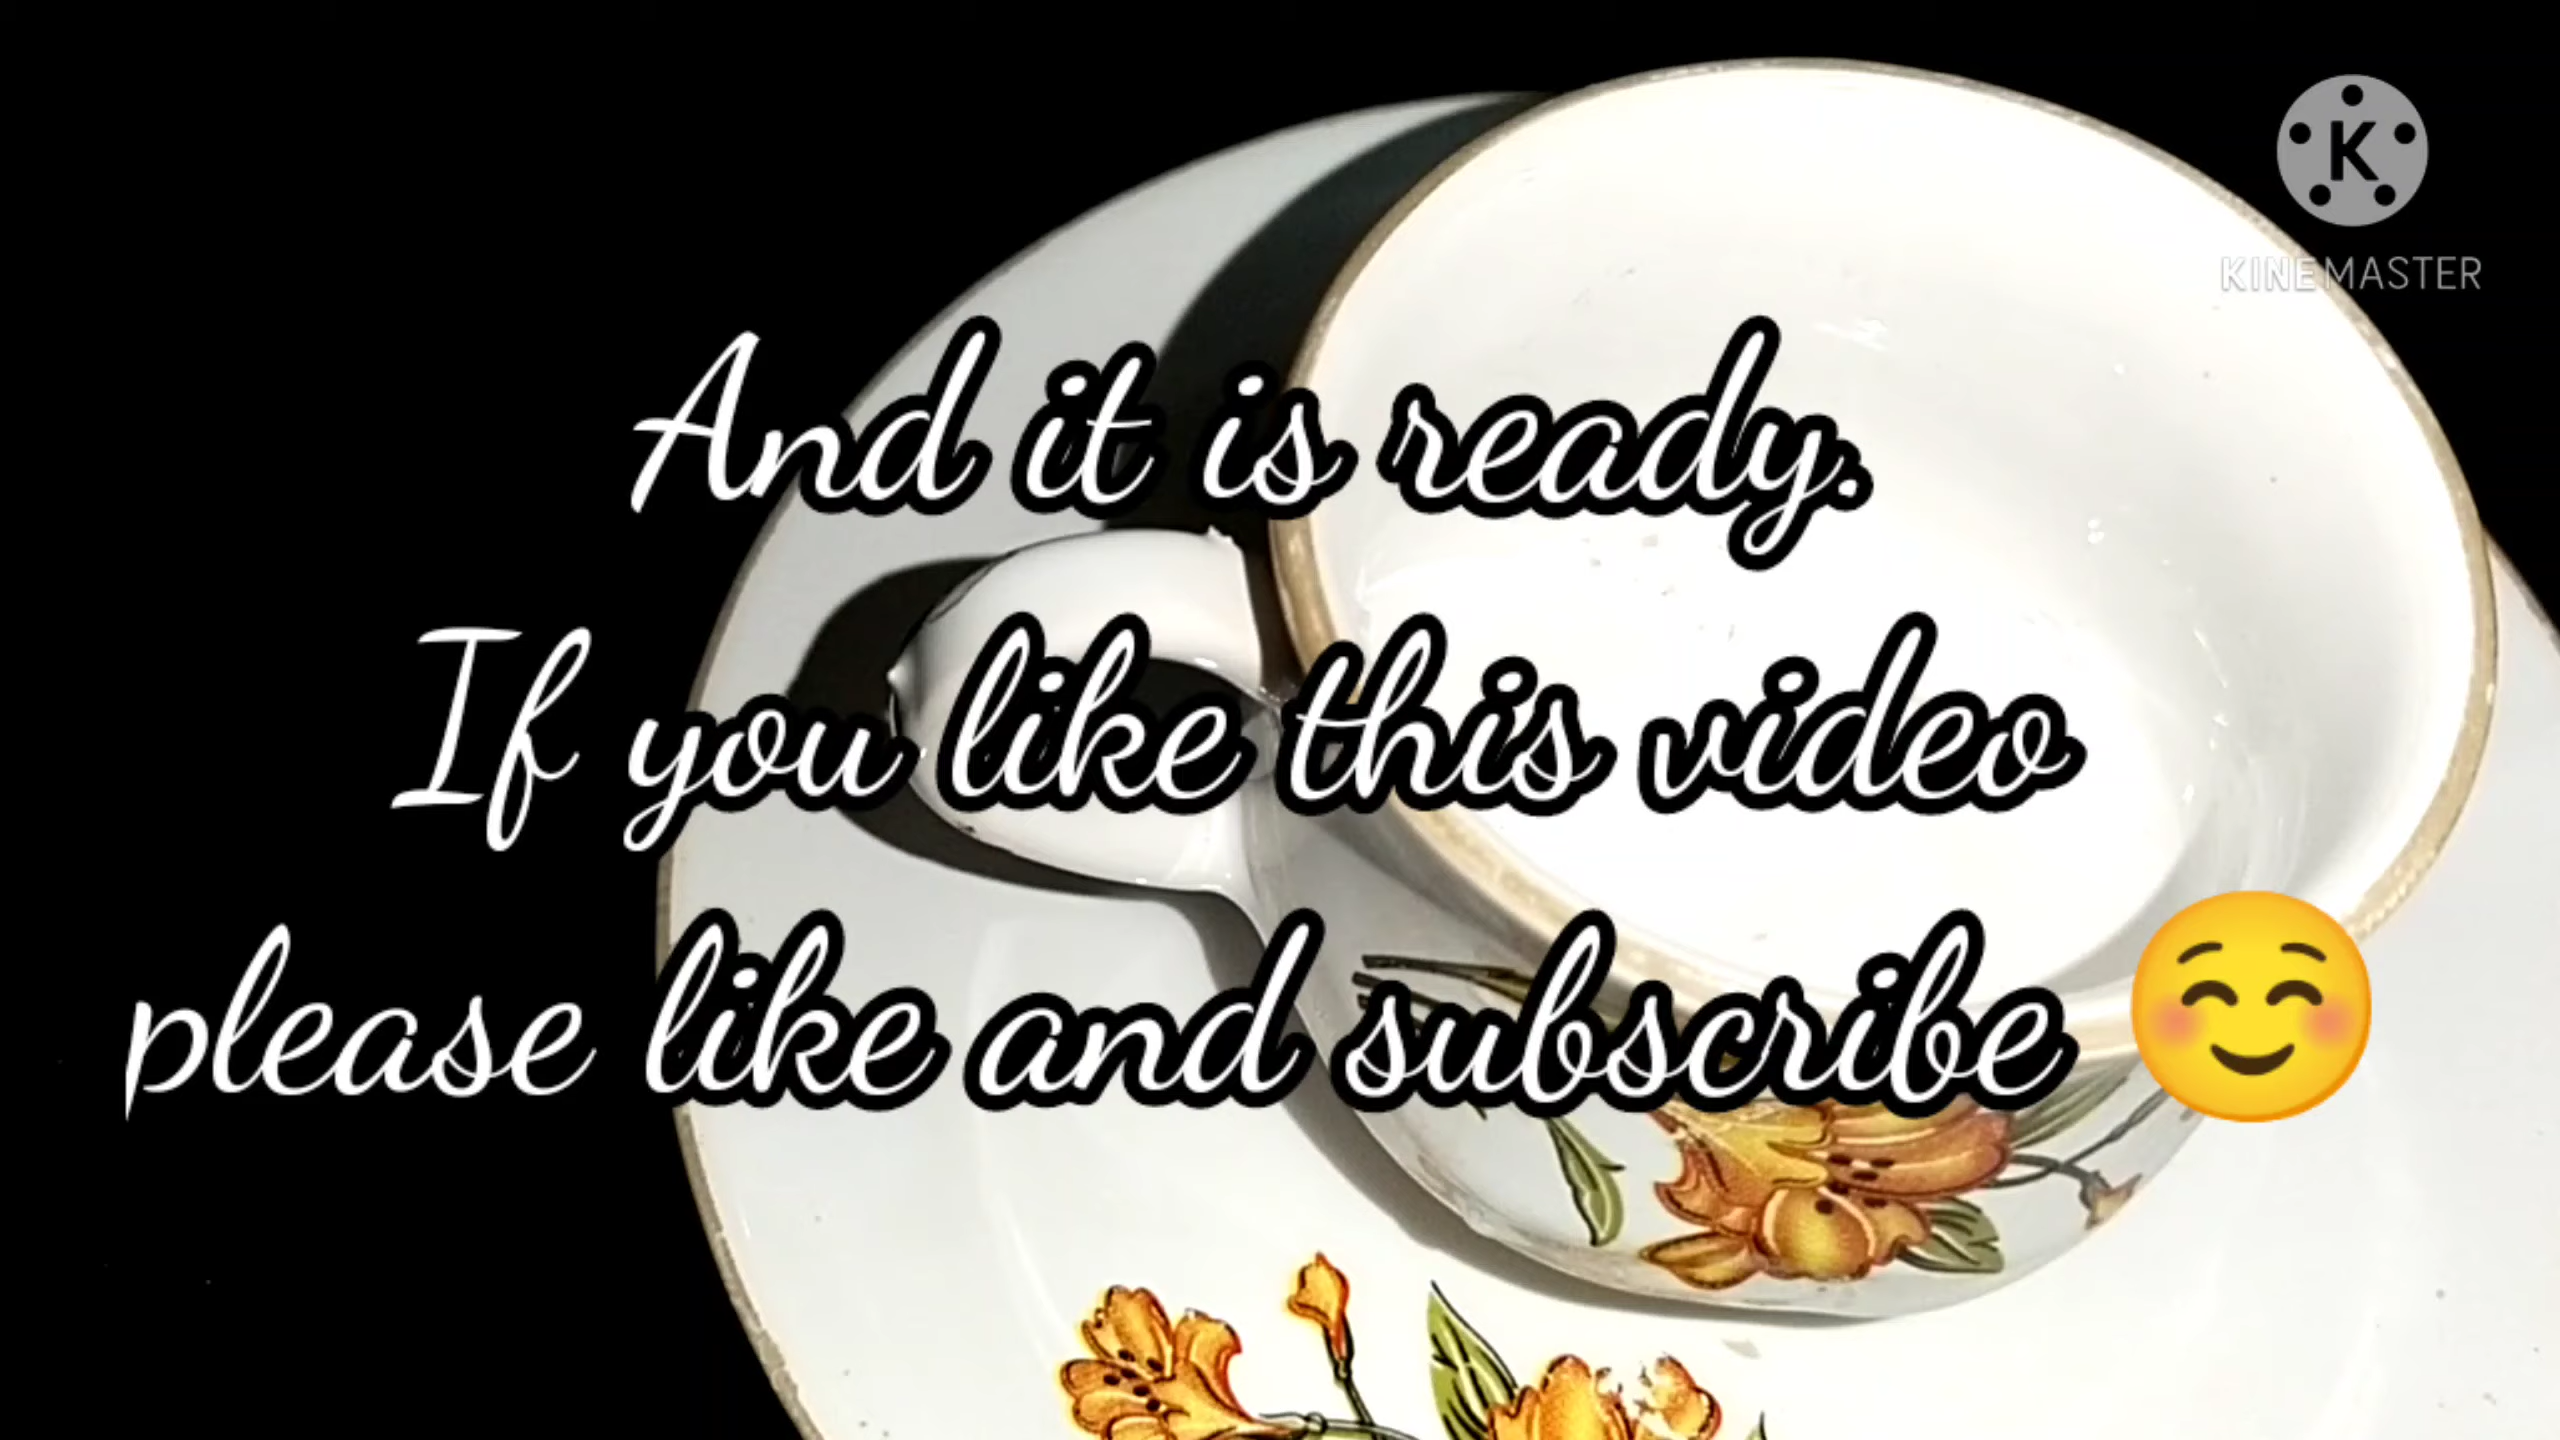 K
KINEMASTER
And it is ready.
If you like this video
please like and subscribe ☺️